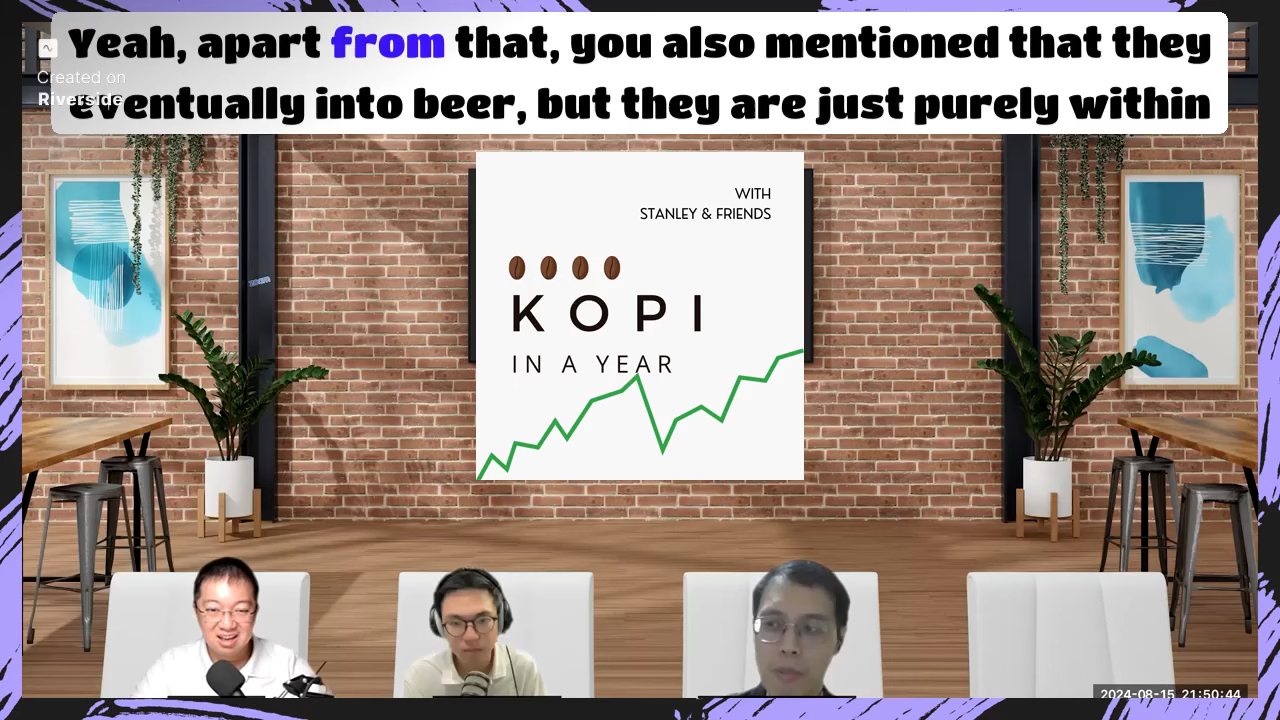 Yeah, apart from that, you also mentioned that they
eventually into beer, but they are just purely within
Created on
Riverside
WITH
STANLEY & FRIENDS
KOPI
IN A YEAR
2024-08-15 21:50:44